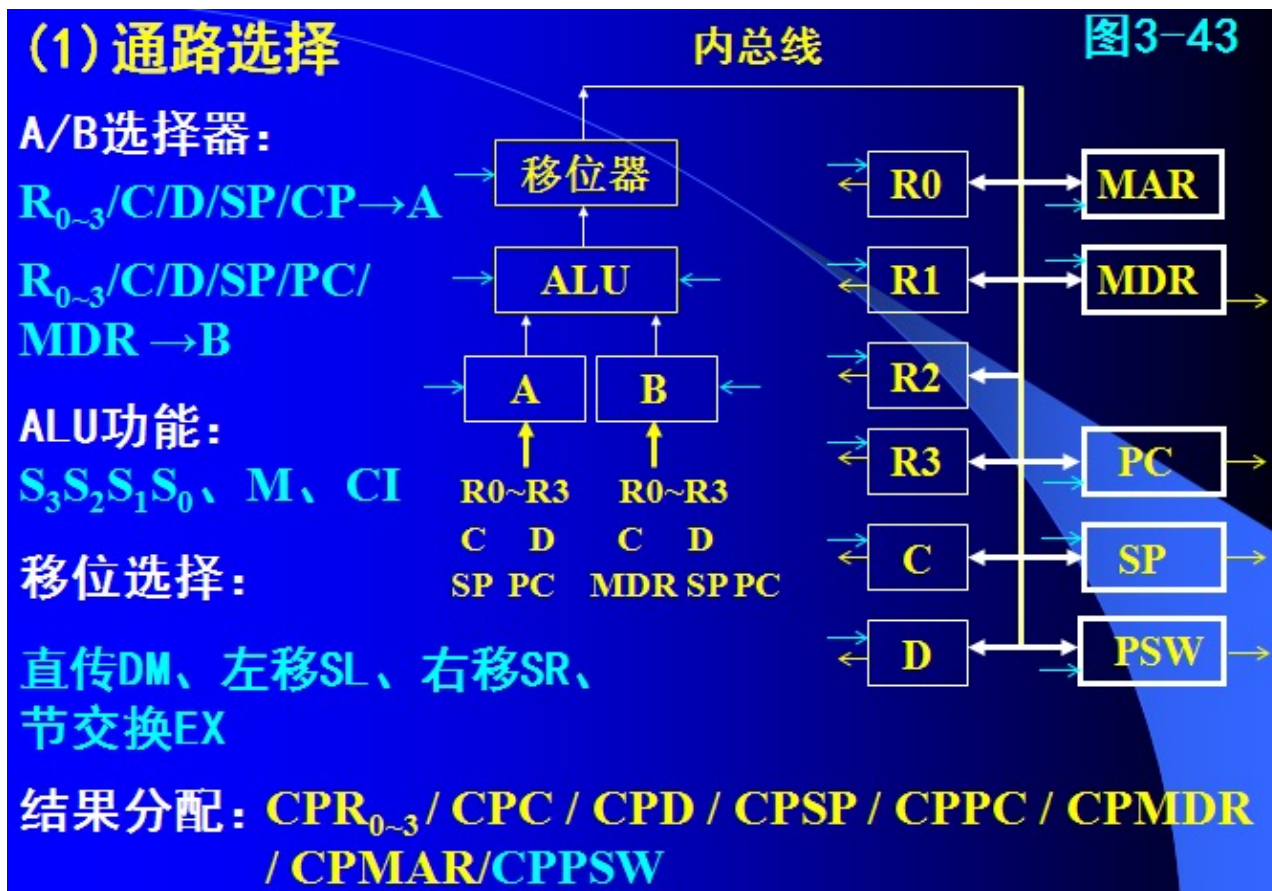 (1)通路选择
内总线
图3-43
A/B选择器：
R0~3/C/D/SP/CP→A
R0~3/C/D/SP/PC/
MDR →B
ALU功能：
S3S2S1S0、M、CI
移位选择：
直传DM、左移SL、右移SR、
节交换EX
移位器
ALU
A B
R0~R3 R0~R3
C D C D
SP PC MDR SP PC
R0 MAR
R1 MDR
R2
R3 PC
C SP
D PSW
结果分配：CPR0~3 / CPC / CPD / CPSP / CPPC / CPMDR
/ CPMAR/CPPSW